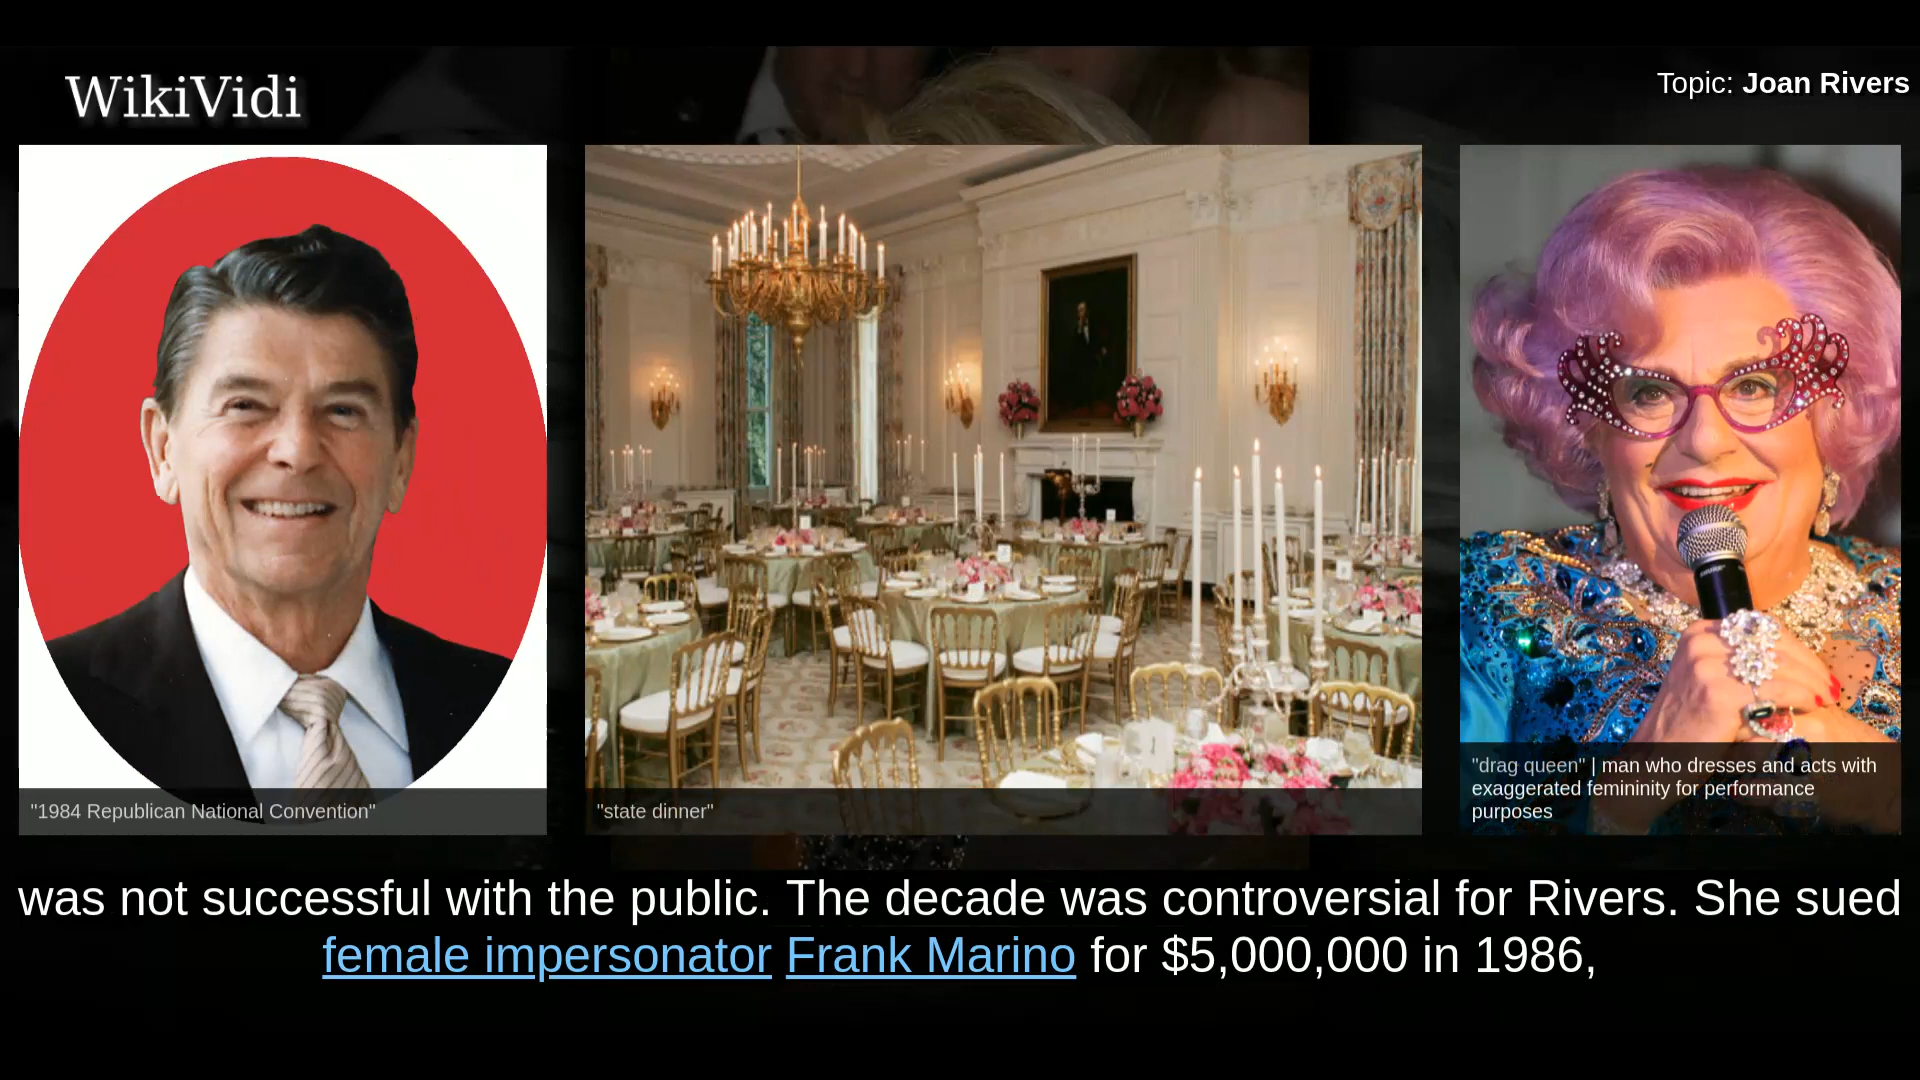 WikiVidi
Topic: Joan Rivers
"1984 Republican National Convention"
"state dinner"
"drag queen" | man who dresses and acts with
exaggerated femininity for performance
purposes
was not successful with the public. The decade was controversial for Rivers. She sued
female impersonator Frank Marino for $5,000,000 in 1986,